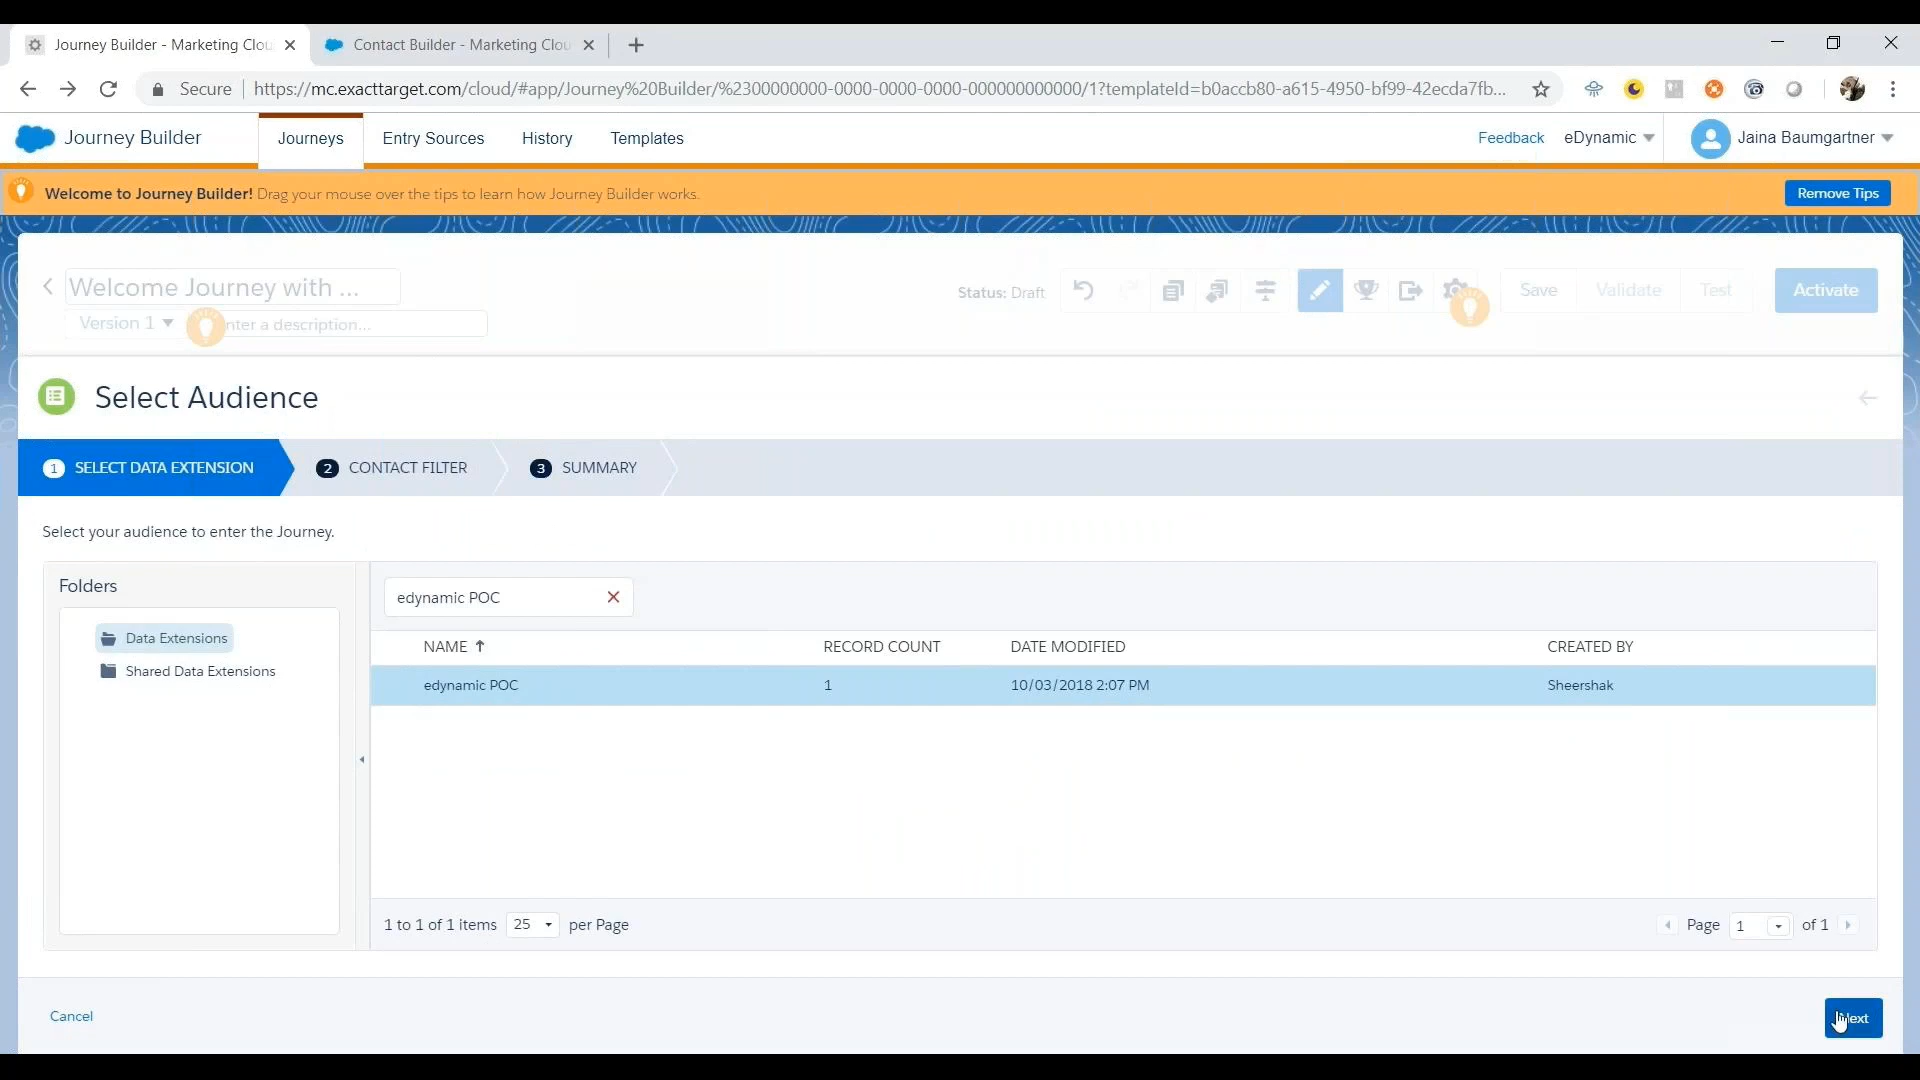 Journey Builder - Marketing Clou
Contact Builder - Marketing Clou
Secure
https://mc.exacttarget.com/cloud/#app/Journey%20Builder/%2300000000-0000-0000-0000-000000000000/1?templateId=b0accb80-a615-4950-bf99-42ecda7fb...
Journey Builder
Journeys
Entry Sources
History
Templates
Feedback
eDynamic
Jaina Baumgartner
Welcome to Journey Builder! Drag your mouse over the tips to learn how Journey Builder works.
Remove Tips
Welcome Journey with ...
Status: Draft
Save
Validate
Test
Activate
Version 1
nter a description...
Select Audience
1 SELECT DATA EXTENSION
2 CONTACT FILTER
3 SUMMARY
Select your audience to enter the Journey.
Folders
Data Extensions
Shared Data Extensions
edynamic POC
NAME
RECORD COUNT
DATE MODIFIED
CREATED BY
edynamic POC
1
10/03/2018 2:07 PM
Sheershak
1 to 1 of 1 items
25
per Page
Page
1
of 1
Cancel
ext